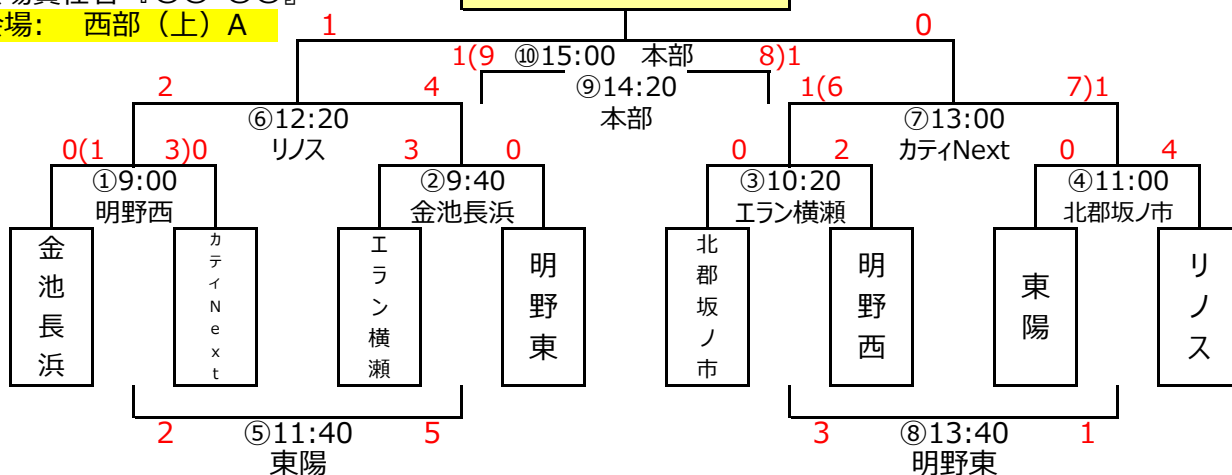 会場: 西部（上）A
1 0
1(9 ⑩15:00 本部 8)1
2 4 ⑨14:20 1(6 7)1
⑥12:20 本部 ⑦13:00
0(1 3)0 リノス 3 0 0 2 カティNext 0 4
①9:00 ②9:40 ③10:20 ④11:00
明野西 金池長浜 エラン横瀬 北郡坂ノ市
金池長浜
カティNext
エラン横瀬
明野東
北郡坂ノ市
明野西
東陽
リノス
2 ⑤11:40 5 3 ⑧13:40 1
東陽 明野東